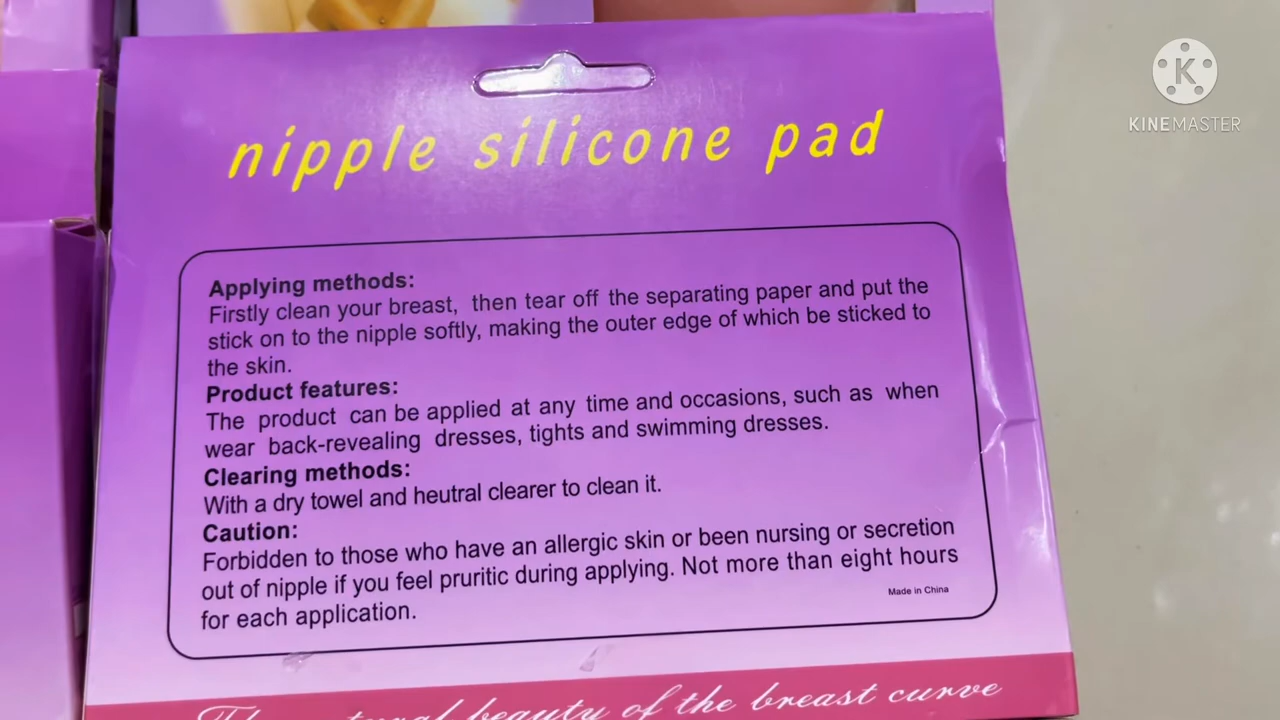 KINEMASTER
nipple silicone pad
Applying methods:
Firstly clean your breast, then tear off the separating paper and put the
stick on to the nipple softly, making the outer edge of which be sticked to
the skin.
Product features:
The product can be applied at any time and occasions, such as when
wear back-revealing dresses, tights and swimming dresses.
Clearing methods:
With a dry towel and heutral clearer to clean it.
Caution:
Forbidden to those who have an allergic skin or been nursing or secretion
out of nipple if you feel pruritic during applying. Not more than eight hours
for each application.
Made in China
beauty of the breast curve